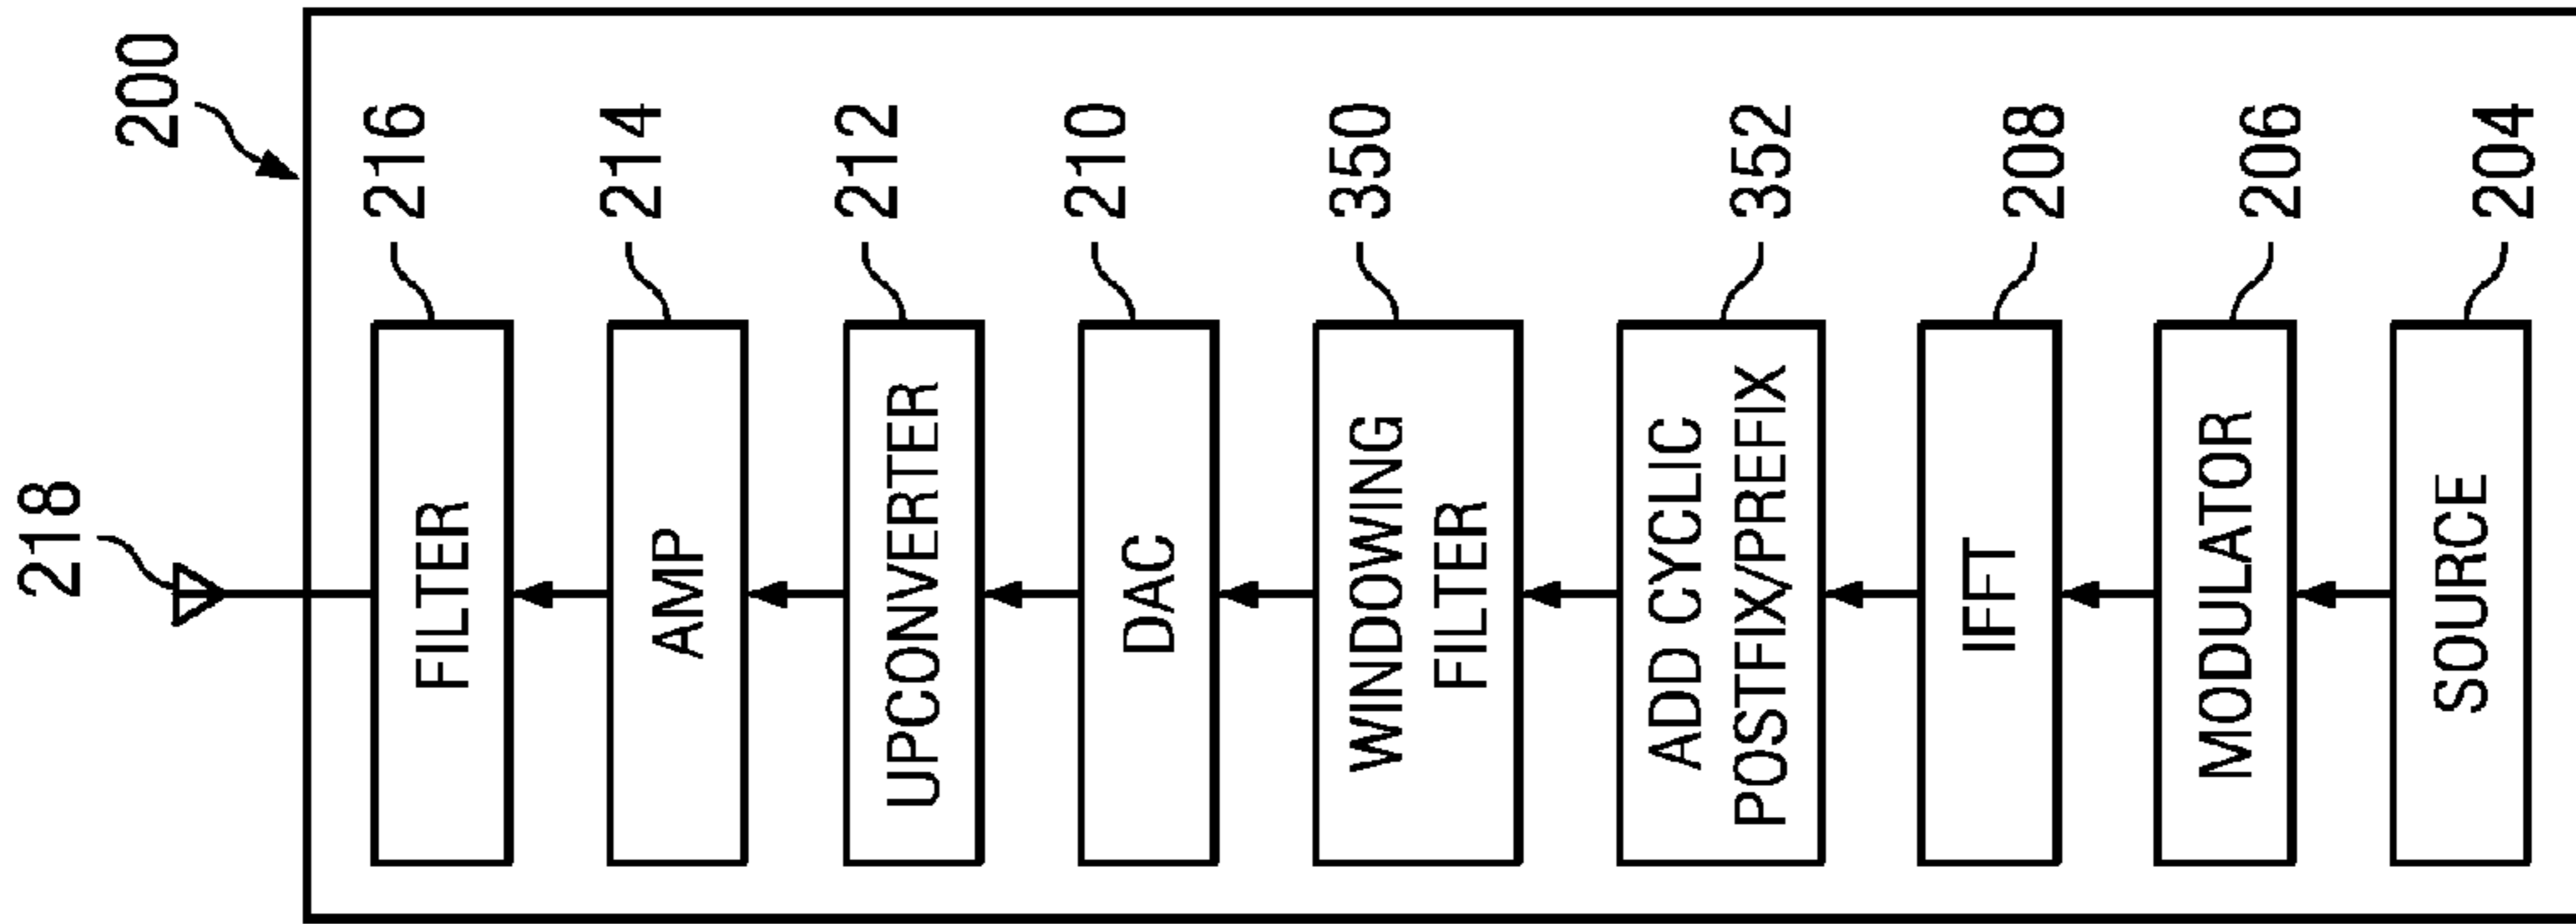 218
200
FILTER
216
AMP
214
UPCONVERTER
212
DAC
210
WINDOWING
FILTER
350
ADD CYCLIC
POSTFIX/PREFIX
352
IFFT
208
MODULATOR
206
SOURCE
204